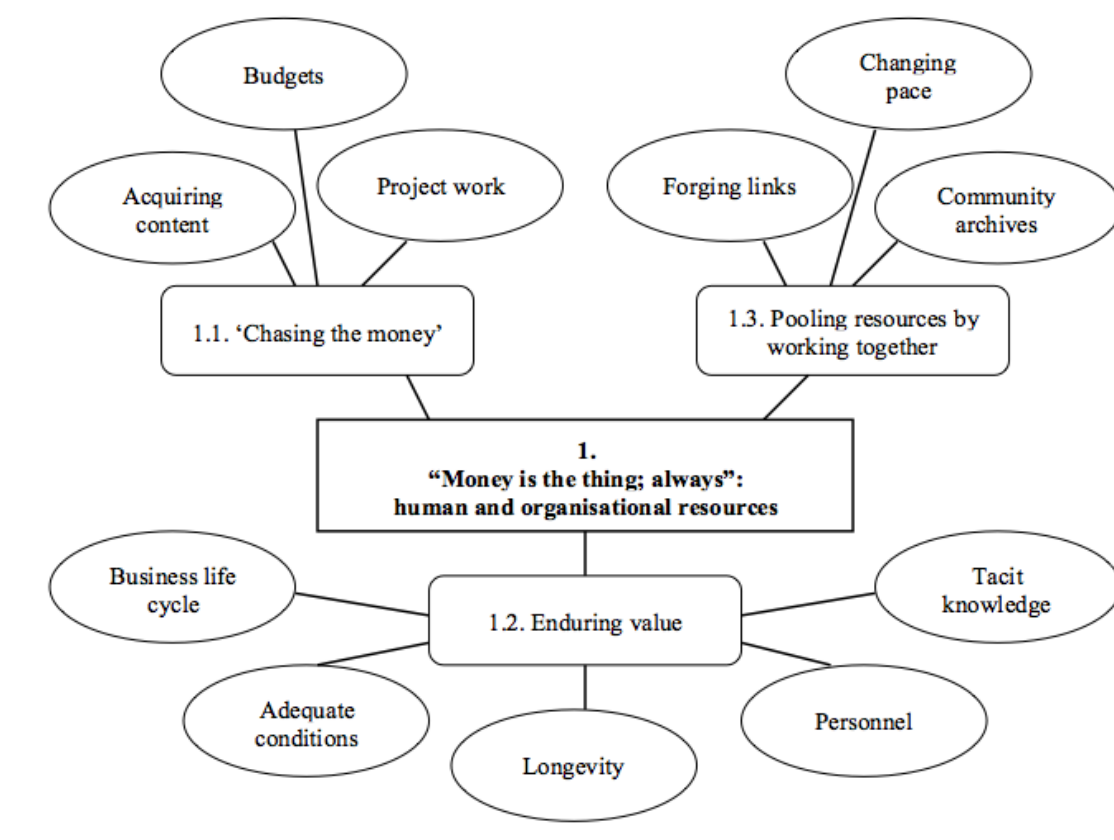 Budgets
Changing
pace
Acquiring
content
Project work
Forging links
Community
archives
1.1. ‘Chasing the money’
1.3. Pooling resources by
working together
1.
“Money is the thing; always”:
human and organisational resources
Business life
cycle
1.2. Enduring value
Tacit
knowledge
Adequate
conditions
Longevity
Personnel